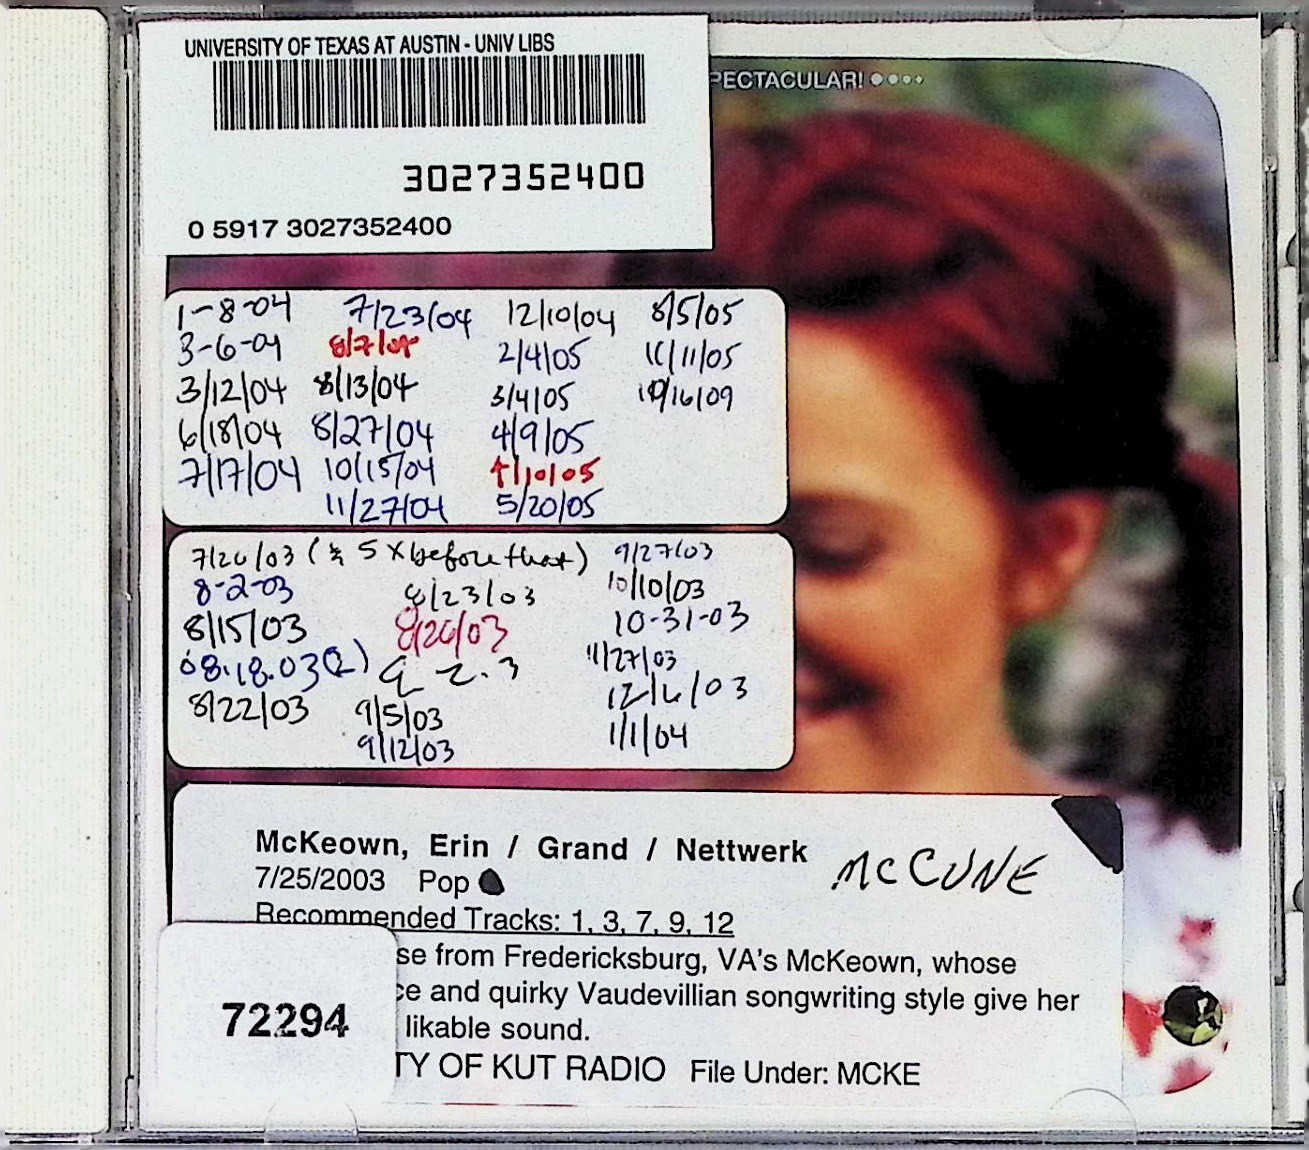 UNIVERSITY OF TEXAS AT AUSTIN - UNIV LIBS
3027352400
0 5917 3027352400
PECTACULAR!
1-8-04 7/23/04 12/10/04 8/5/05
3-6-04 8/7/04 2/4/05 11/11/05
3/12/04 8/13/04 3/4/05 10/16/09
6/18/04 8/27/04 4/9/05
7/17/04 10/15/04 4/10/05
11/27/04 5/20/05
7/26/03 (& 5 X before that) 9/27/03
8-2-03 8/23/03 10/10/03
8/15/03 8/26/03 10-31-03
08.18.03(2) 9 2.3 11/27/03
8/22/03 9/5/03 12/6/03
9/12/03 1/1/04
McKeown, Erin / Grand / Nettwerk McCUNE
7/25/2003 Pop
Recommended Tracks: 1, 3, 7, 9, 12
se from Fredericksburg, VA's McKeown, whose
ce and quirky Vaudevillian songwriting style give her
likable sound.
72294
TY OF KUT RADIO File Under: MCKE